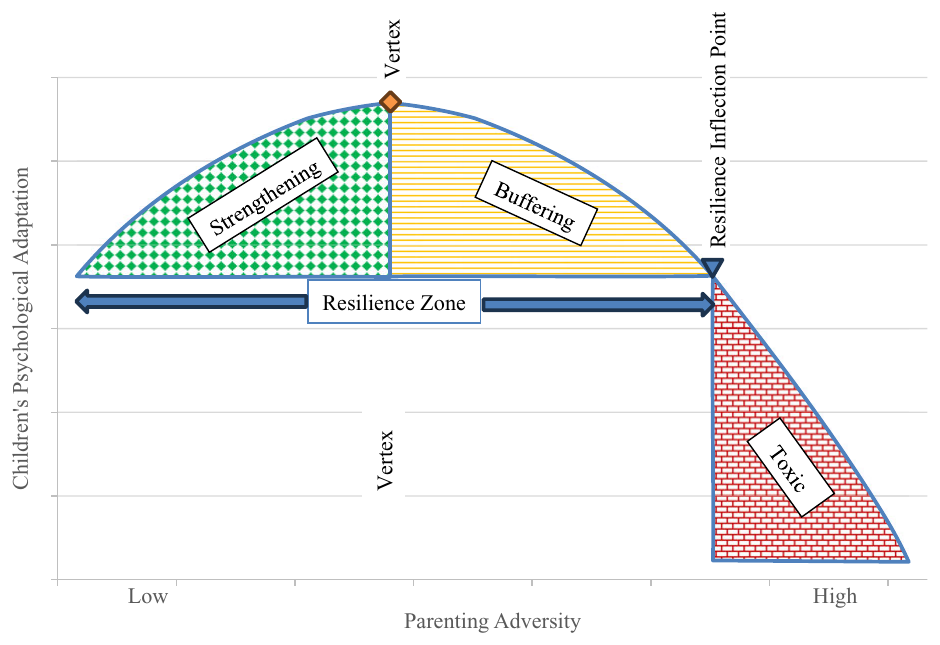 Vertex
Resilience Inflection Point
Children's Psychological Adaptation
Strengthening
Buffering
Resilience Zone
Vertex
Toxic
Low
High
Parenting Adversity